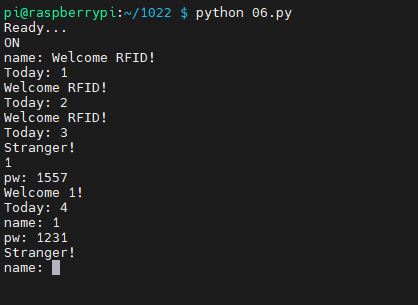 pi@raspberrypi:~/1022 $ python 06.py
Ready...
ON
name: Welcome RFID!
Today: 1
Welcome RFID!
Today: 2
Welcome RFID!
Today: 3
Stranger!
1
pw: 1557
Welcome 1!
Today: 4
name: 1
pw: 1231
Stranger!
name: